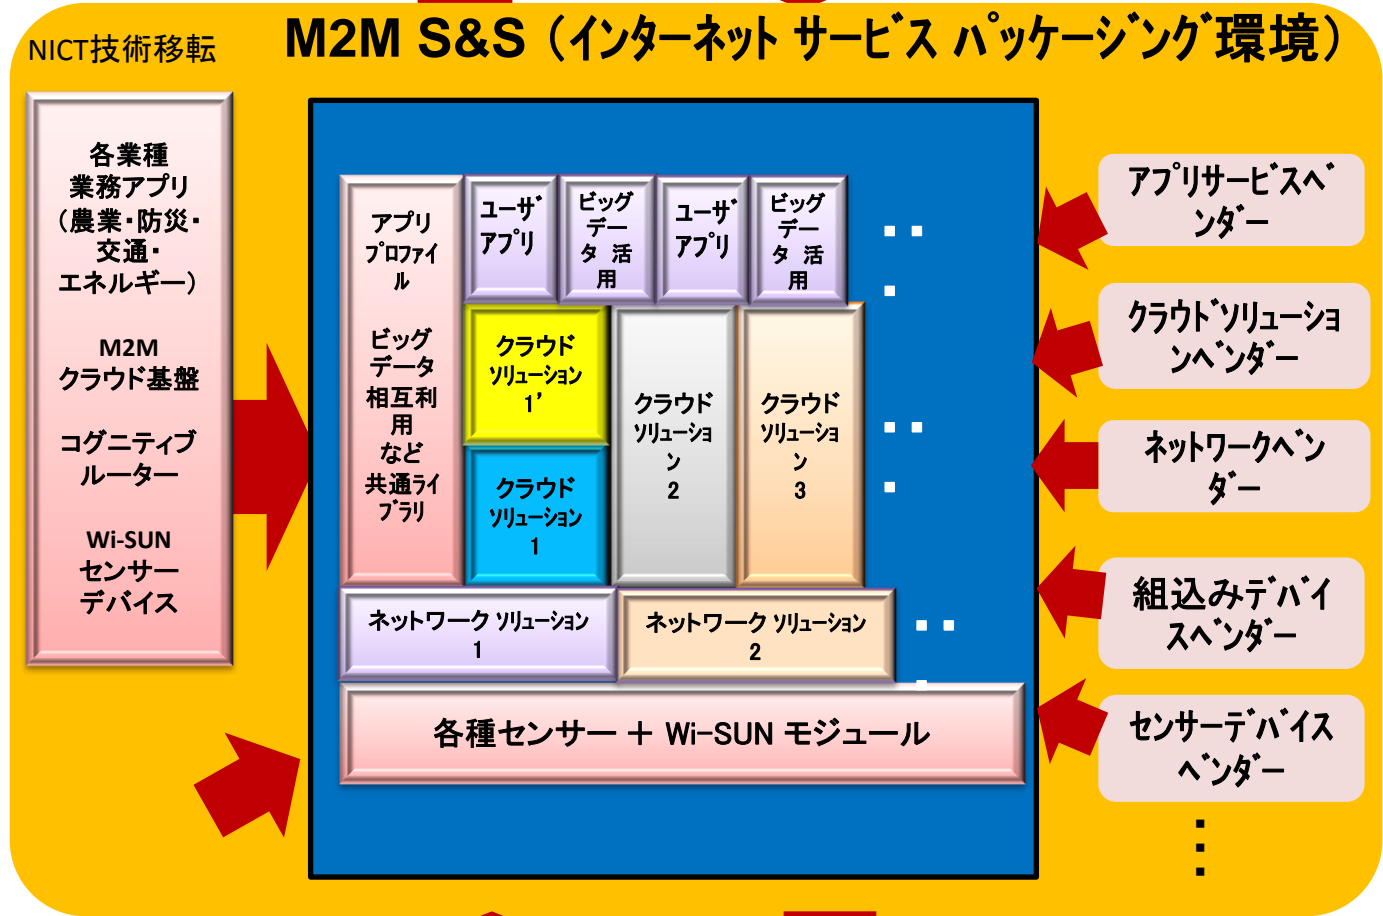 M2M S&S（インターネット サービス パッケージング環境）
NICT技術移転
各業種
業務アプリ
（農業・防災・
交通・
エネルギー）
M2M
クラウド基盤
コグニティブ
ルーター
Wi-SUN
センサー
デバイス
アプリ
プロファイ
ル
ビッグ
データ
相互利
用
など
共通ライ
ブラリ
ユーザ
アプリ
ビッグ
デー
タ 活
用
ユーザ
アプリ
ビッグ
デー
タ 活
用
クラウド
ソリューション
1’
クラウド
ソリューション
1
クラウド
ソリューショ
ン
2
クラウド
ソリューショ
ン
3
ネットワーク ソリューション
1
ネットワーク ソリューション
2
各種センサー ＋ Wi-SUN モジュール
アプリサービスベ
ンダー
クラウドソリューショ
ンベンダー
ネットワークベン
ダー
組込みデバイ
スベンダー
センサーデバイス
ベンダー